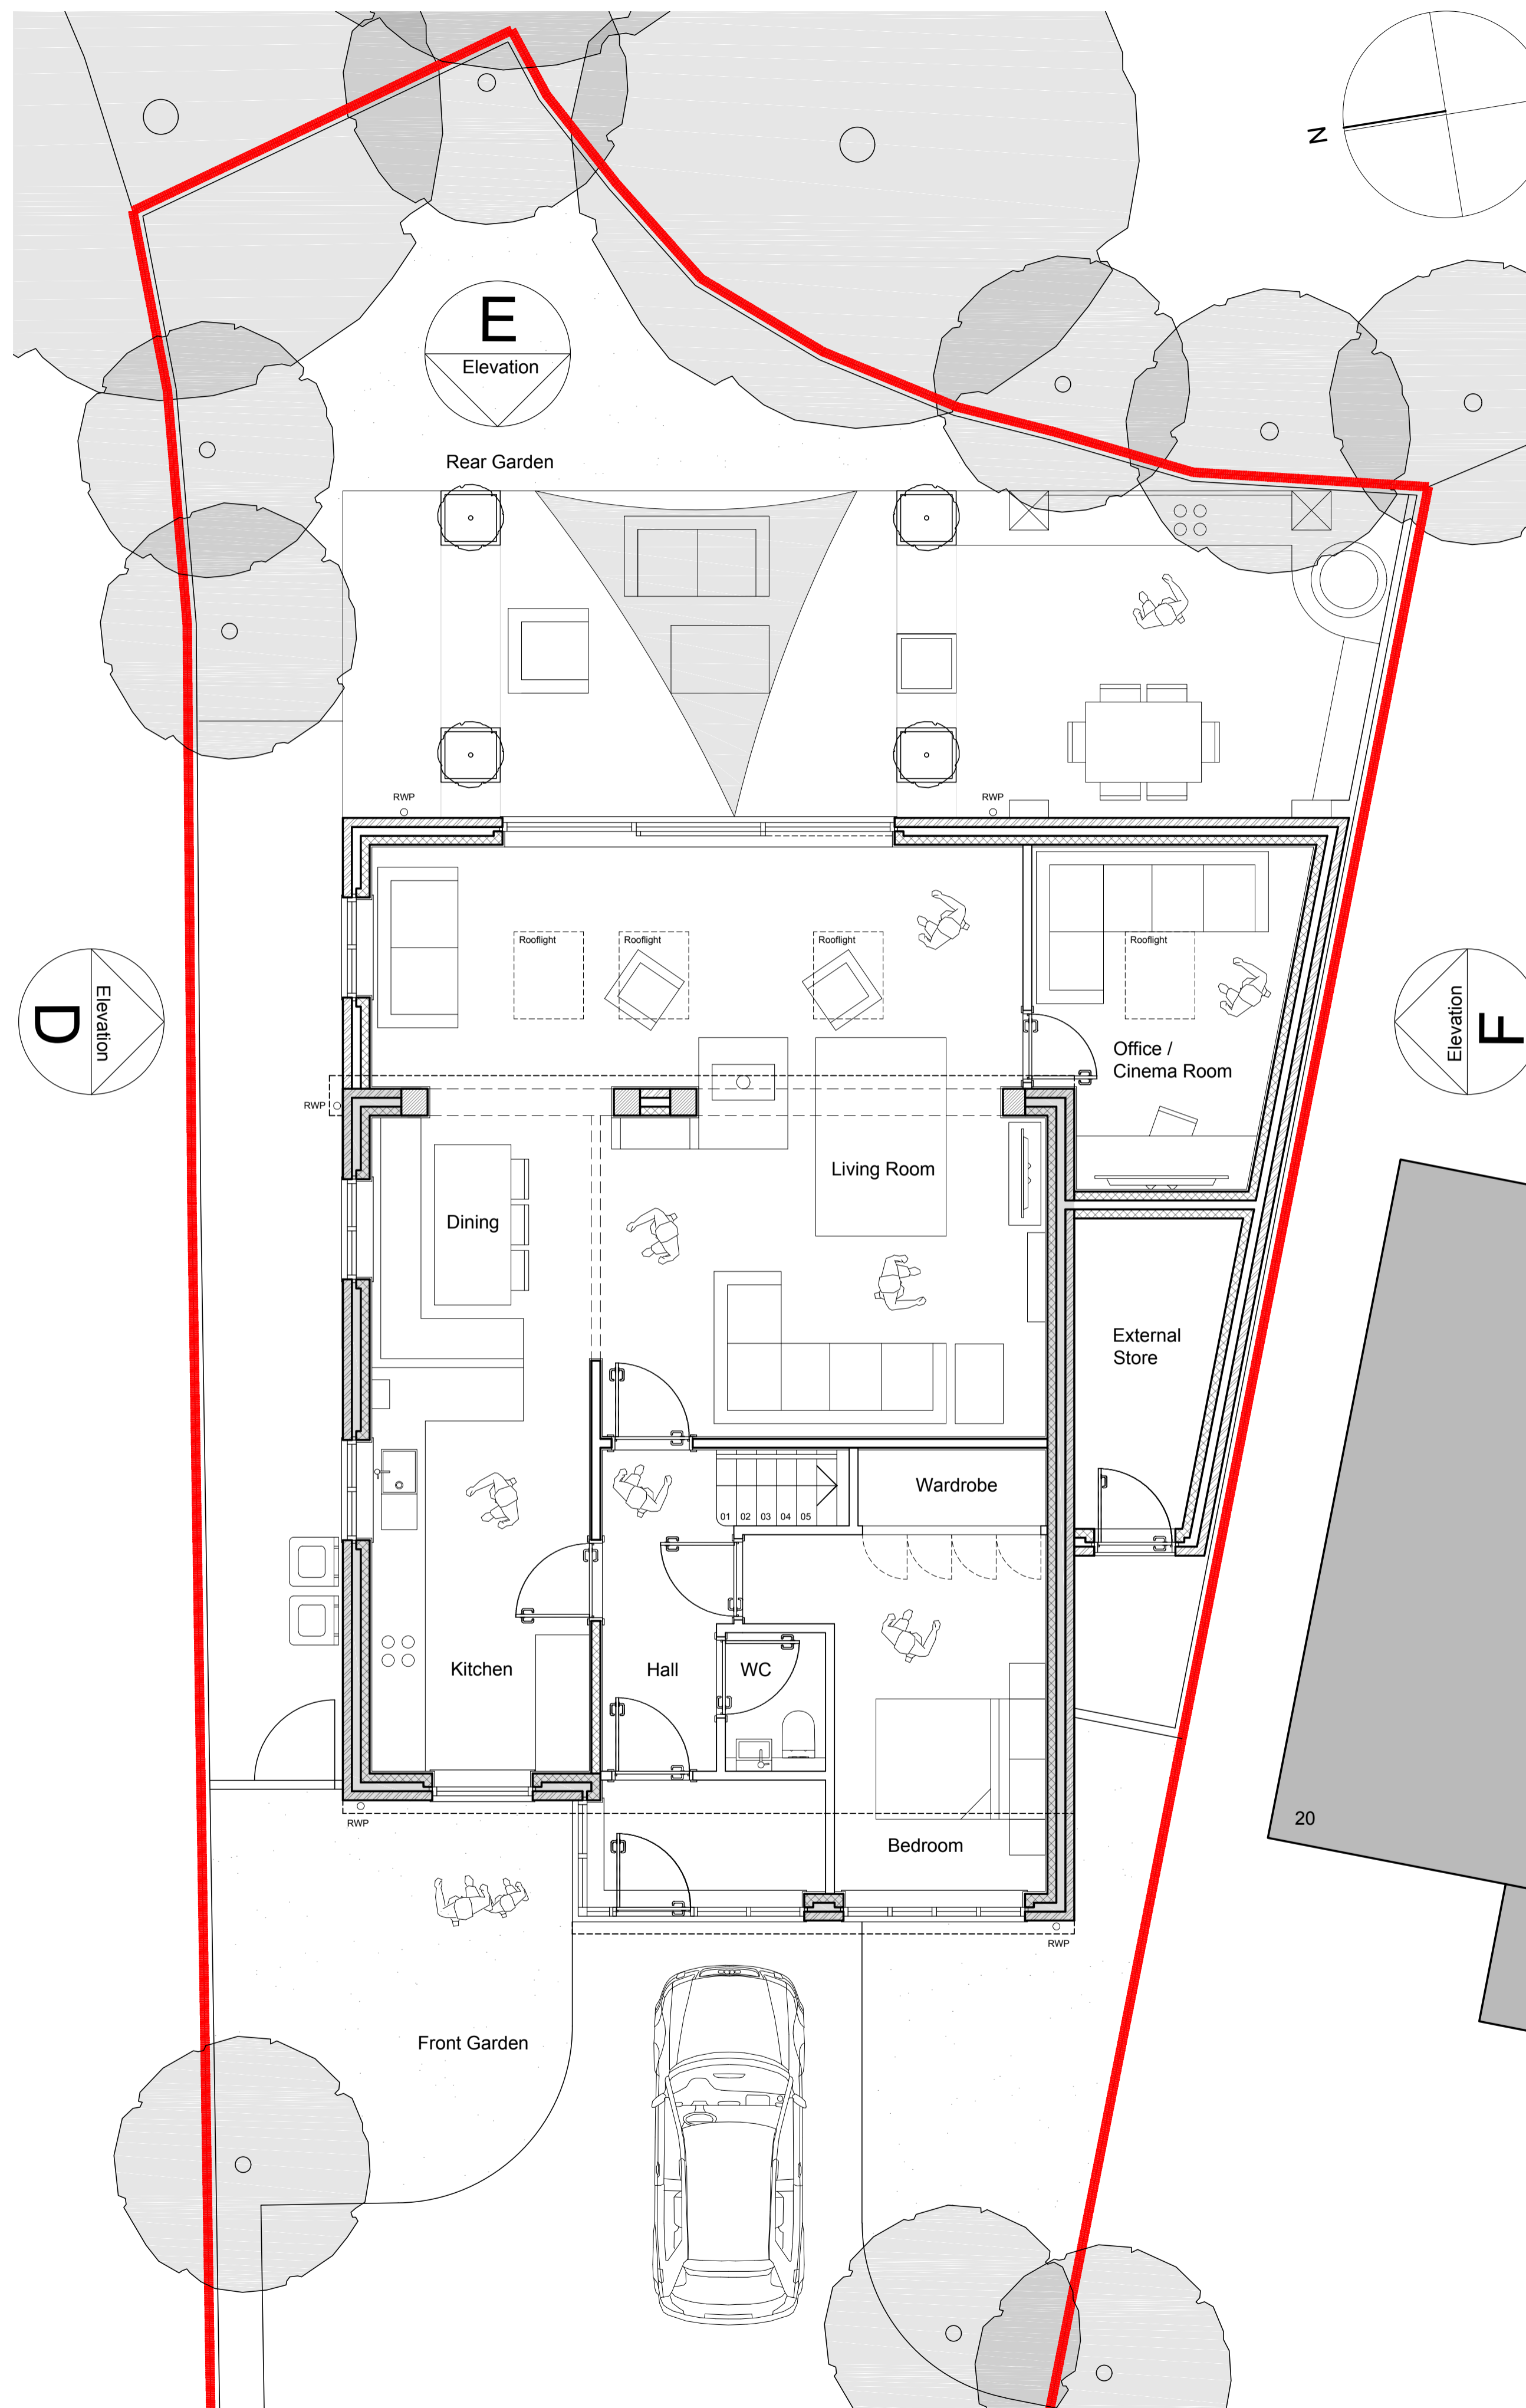 N
E
Elevation
Rear Garden
RWP
RWP
Rooflight
Rooflight
Rooflight
Rooflight
D
Elevation
Elevation
F
Office /
Cinema Room
RWP
Living Room
Dining
External
Store
Wardrobe
01 02 03 04 05
Kitchen
Hall
WC
20
RWP
Bedroom
RWP
Front Garden